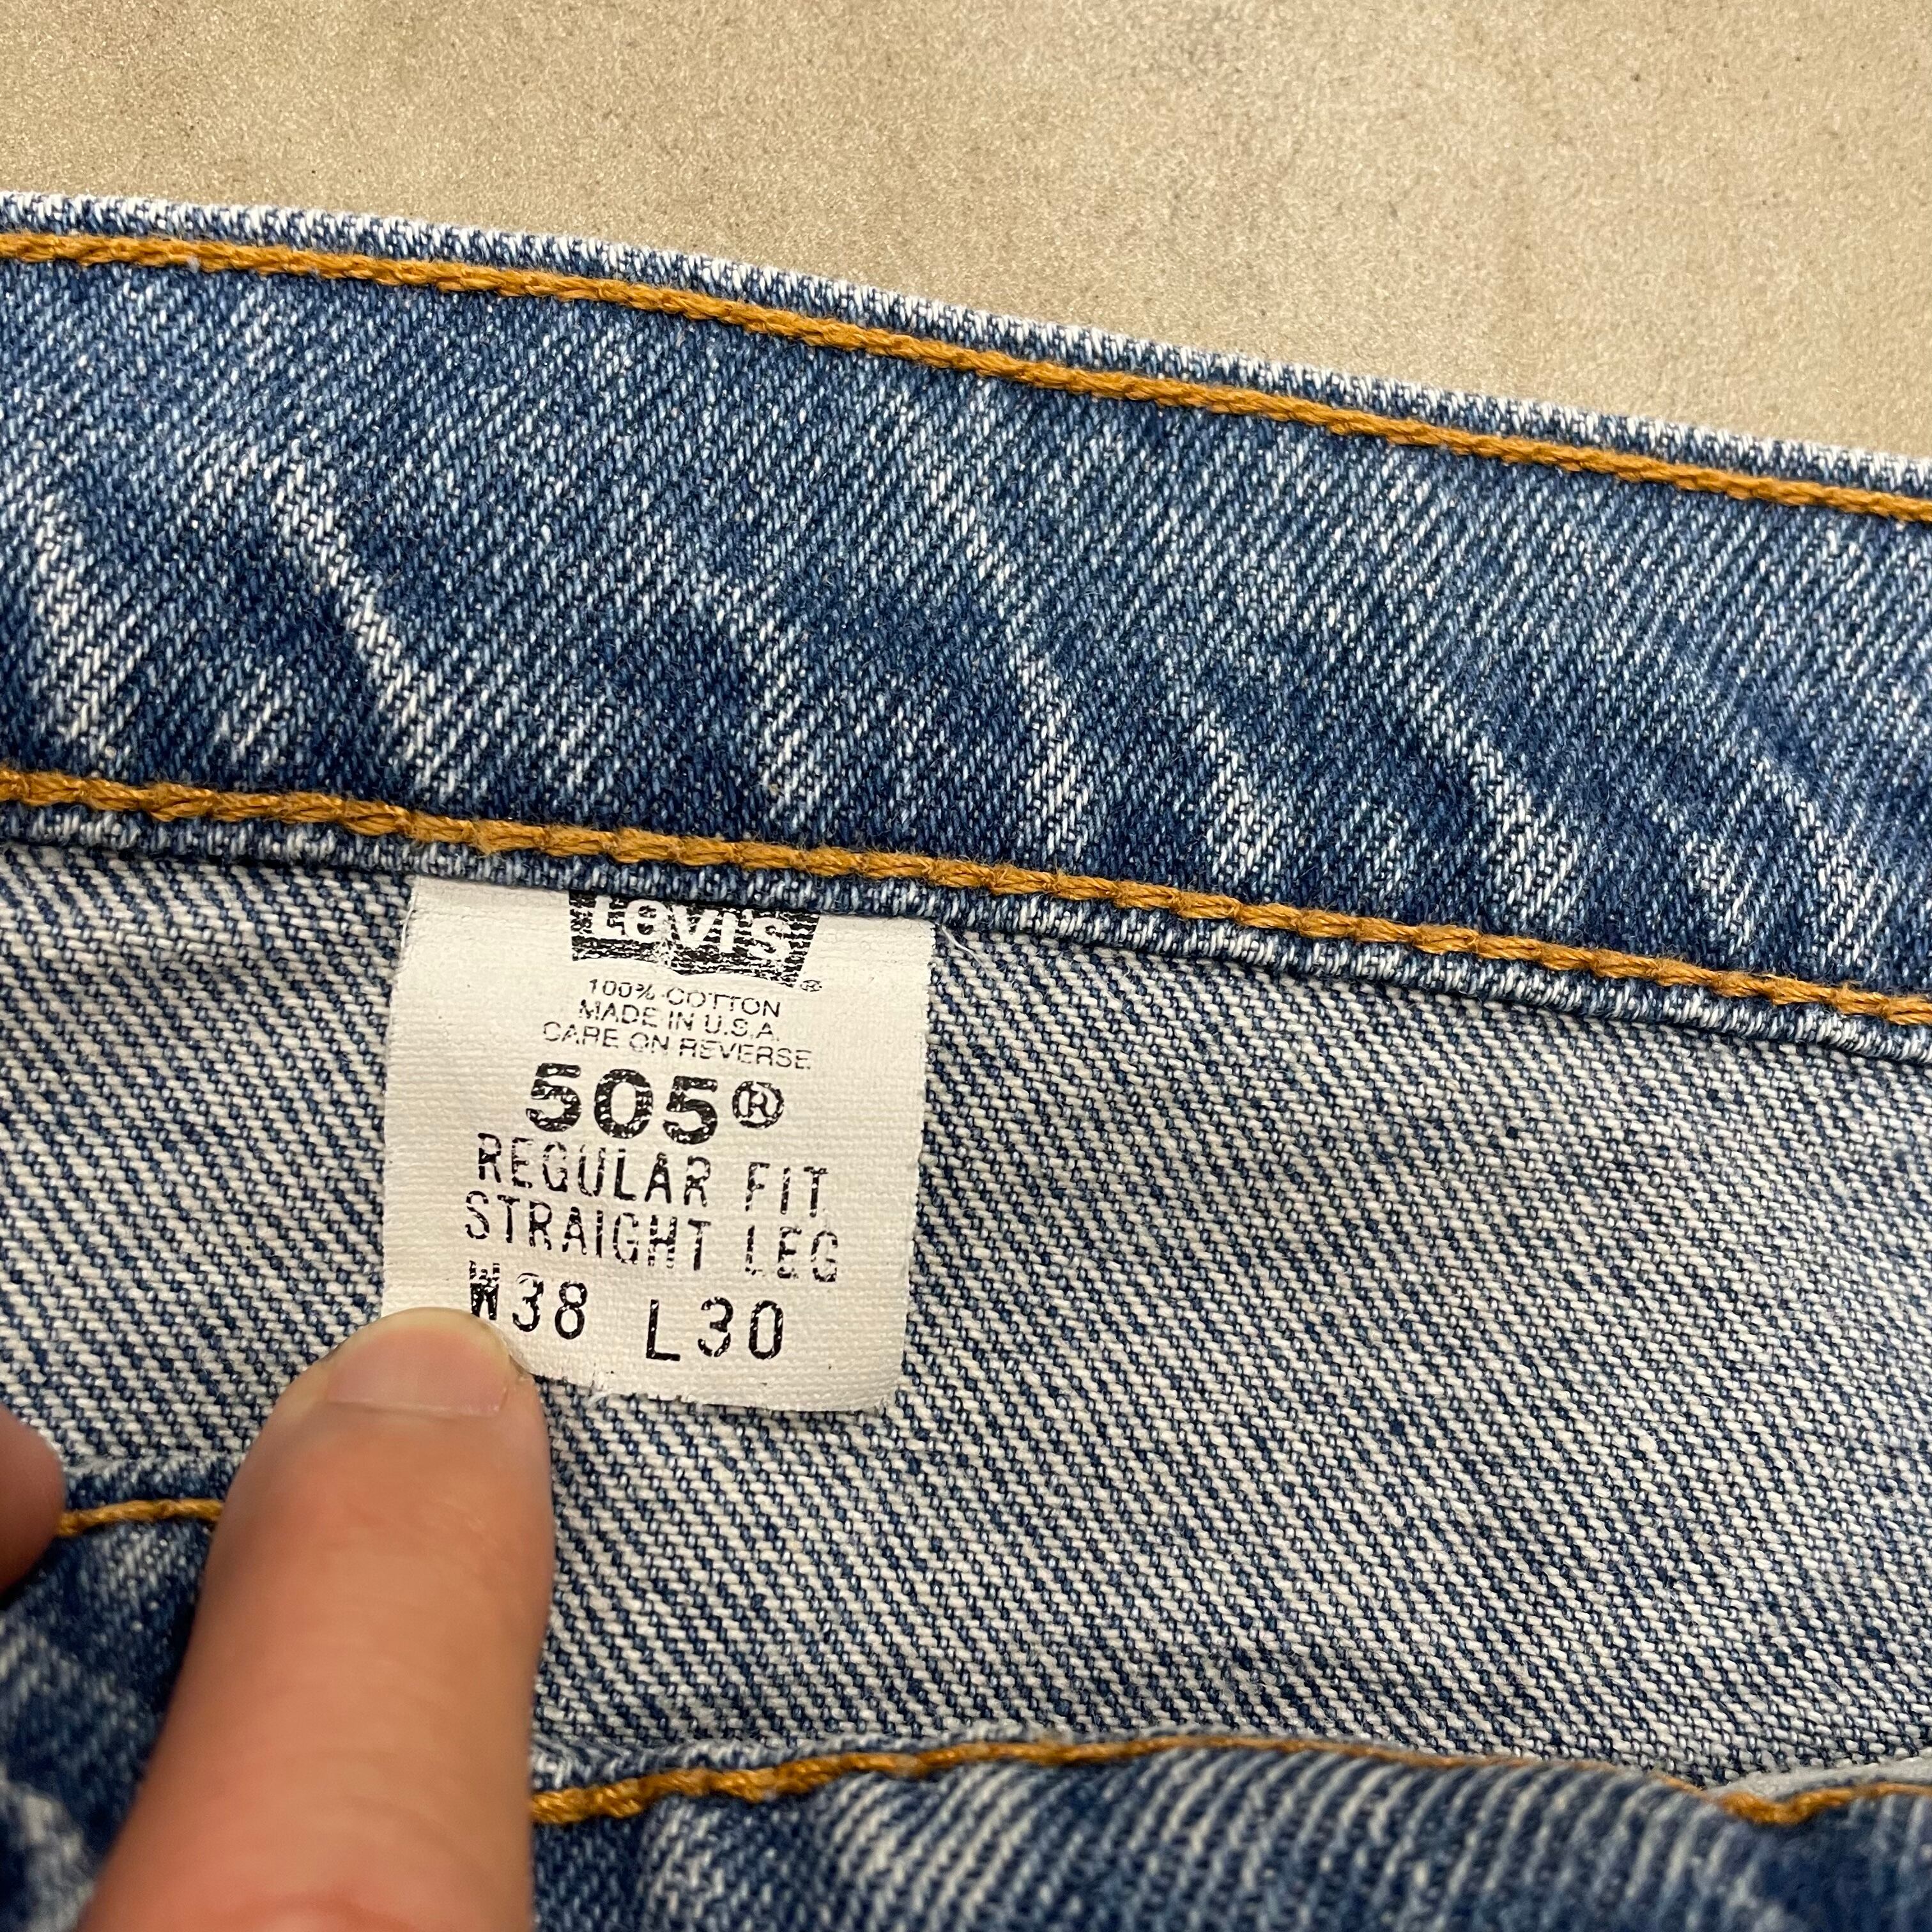 Levi's®
100% COTTON
MADE IN U.S.A.
CARE ON REVERSE
505®
REGULAR FIT
STRAIGHT LEG
W38 L30